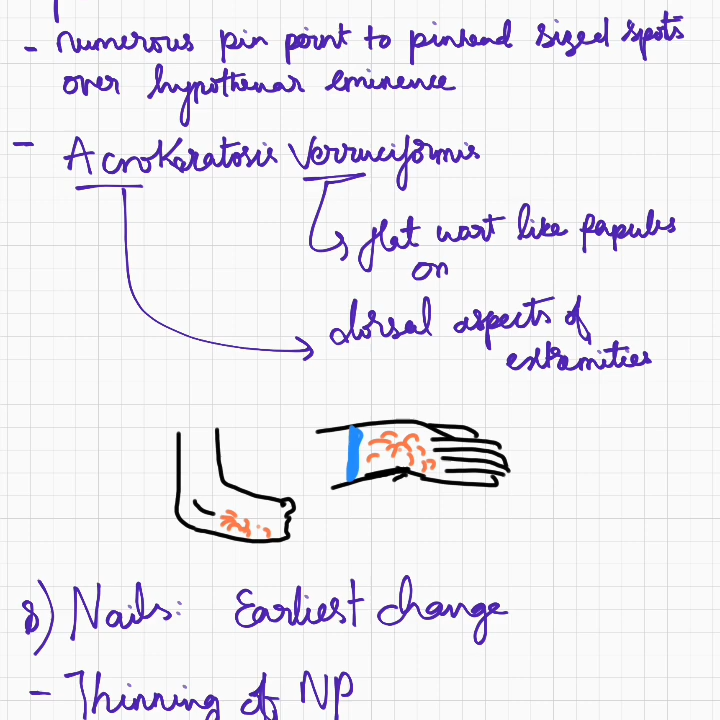 - Numerous pin point to pinhead sized spots
over hypothenar eminence
- Acrokeratosis Verruciformis
flat wart like papules
on
dorsal aspects of
extremities
8) Nails: Earliest change
- Thinning of NP